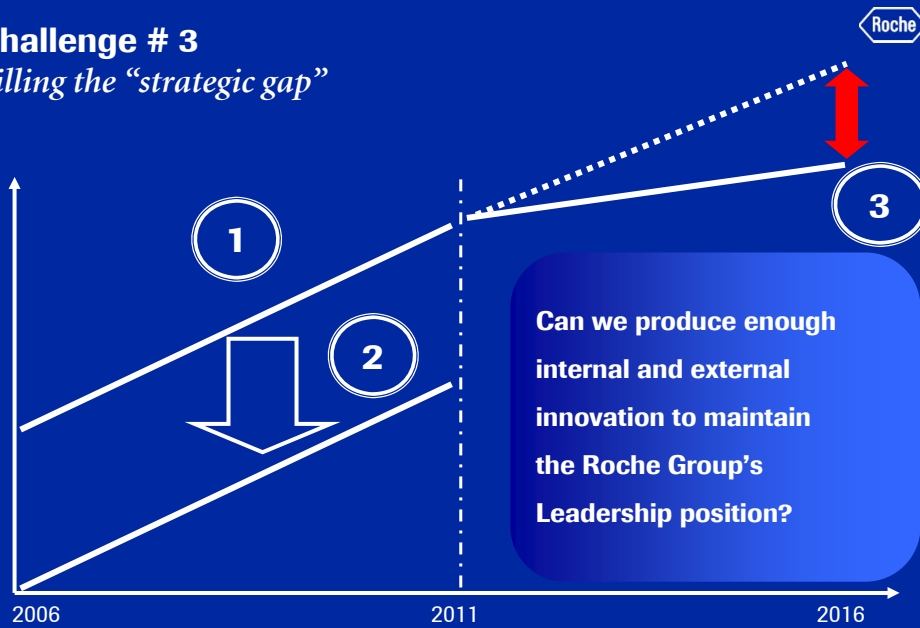 Roche
hallenge # 3
illing the “strategic gap”
1
2
3
Can we produce enough
internal and external
innovation to maintain
the Roche Group’s
Leadership position?
2006
2011
2016